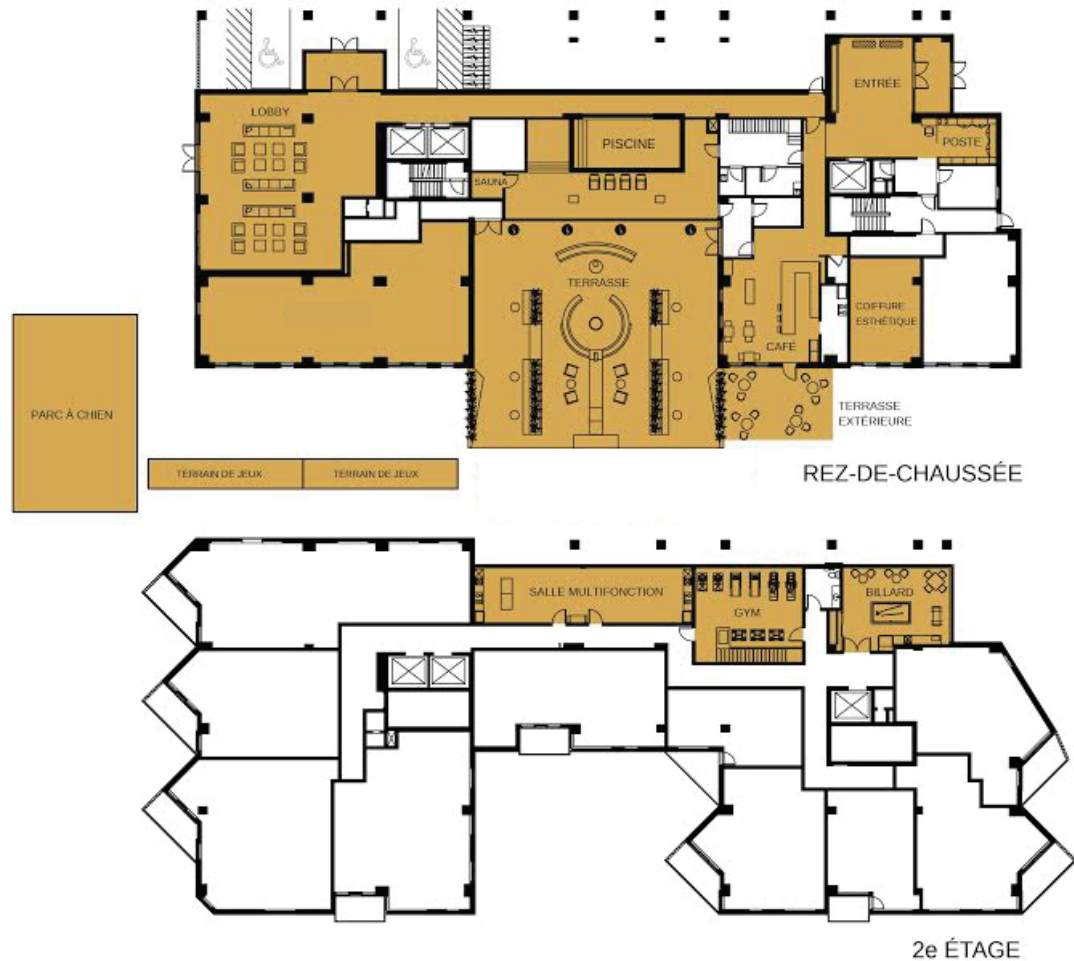 ENTRÉE
LOBBY
POSTE
PISCINE
SAUNA
TERRASSE
COIFFURE
ESTHÉTIQUE
CAFÉ
TERRASSE
EXTÉRIEURE
PARC À CHIEN
TERRAIN DE JEUX
TERRAIN DE JEUX
REZ-DE-CHAUSSÉE
SALLE MULTIFONCTION
GYM
BILLARD
2e ÉTAGE